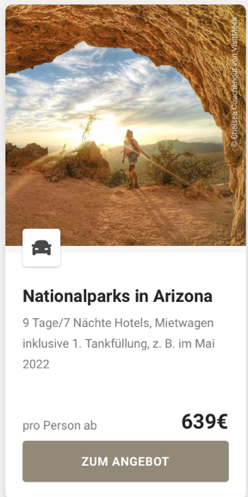 © Chelsea Couchenour von VisitMesa
Nationalparks in Arizona
9 Tage/7 Nächte Hotels, Mietwagen
inklusive 1. Tankfüllung, z. B. im Mai
2022
pro Person ab
639€
ZUM ANGEBOT